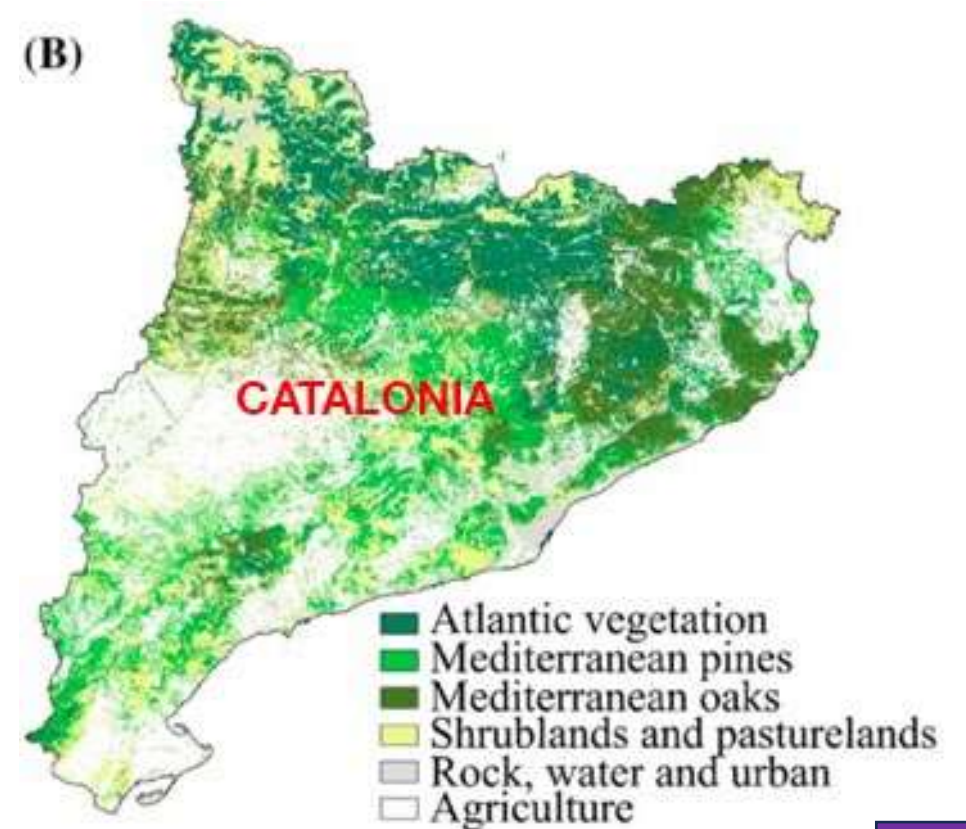 (B)
CATALONIA
Atlantic vegetation
Mediterranean pines
Mediterranean oaks
Shrublands and pasturelands
Rock, water and urban
Agriculture